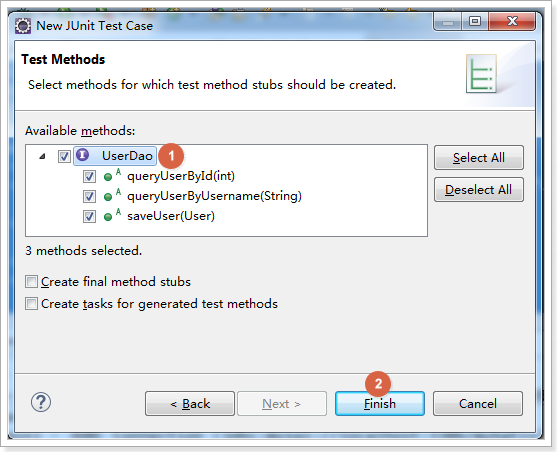 New JUnit Test Case
Test Methods
Select methods for which test method stubs should be created.
Available methods:
I UserDao 1
A queryUserById(int)
A queryUserByUsername(String)
A saveUser(User)
Select All
Deselect All
3 methods selected.
Create final method stubs
Create tasks for generated test methods
2
? < Back Next > Finish Cancel